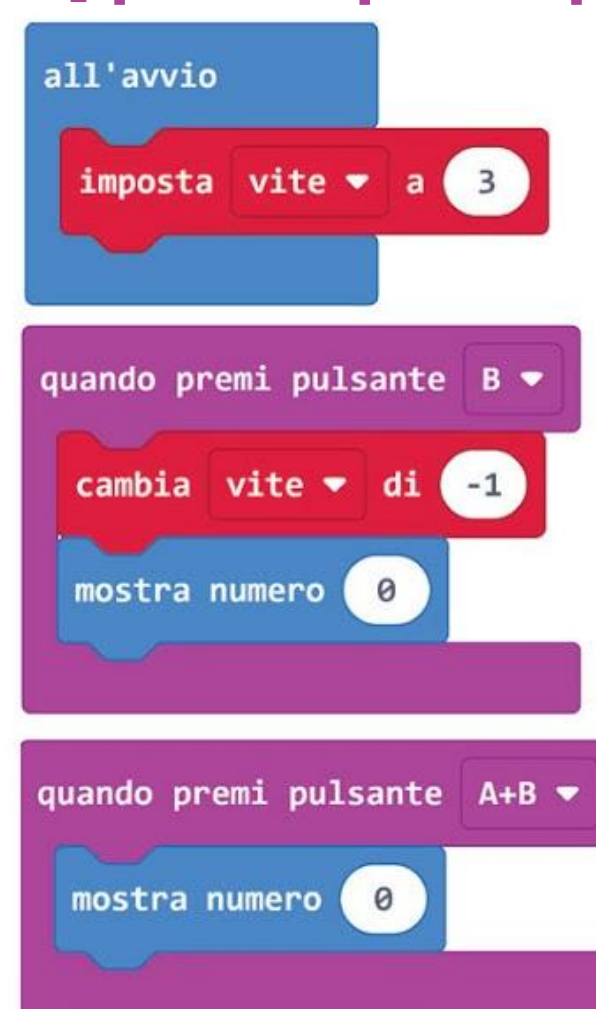 all'avvio
imposta vite a 3
quando premi pulsante B
cambia vite di -1
mostra numero 0
quando premi pulsante A+B
mostra numero 0